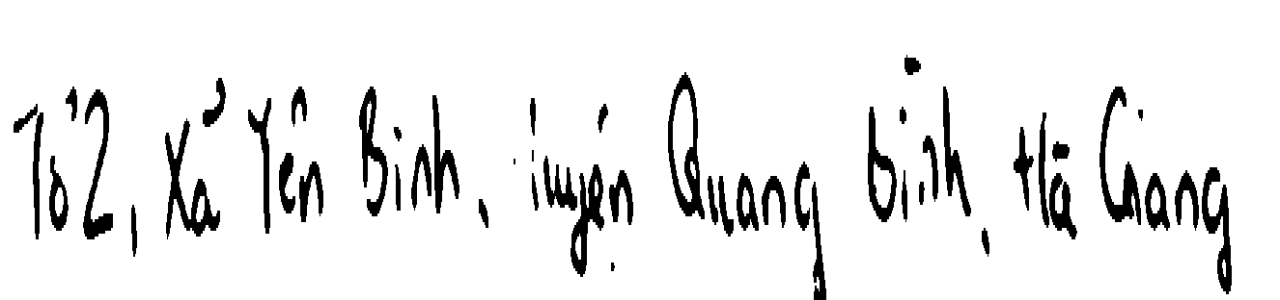 Tổ 2, Xã Yên Bình, Huyện Quang Bình, Hà Giang